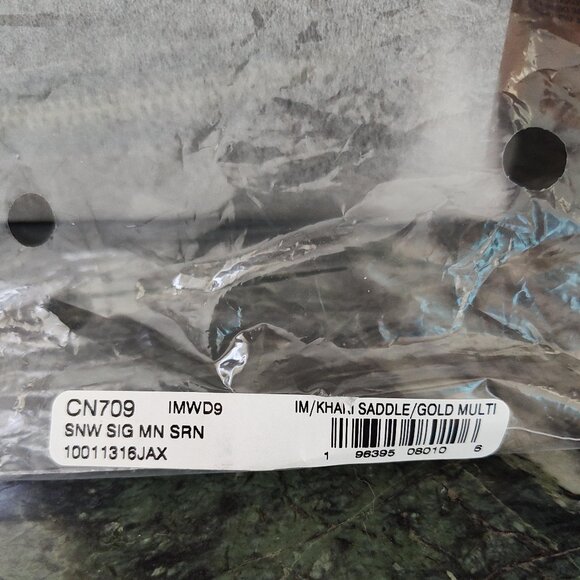 CN709 IMWD9 IM/KHAKI SADDLE/GOLD MULTI
SNW SIG MN SRN
10011316JAX
1 96395 08010 6